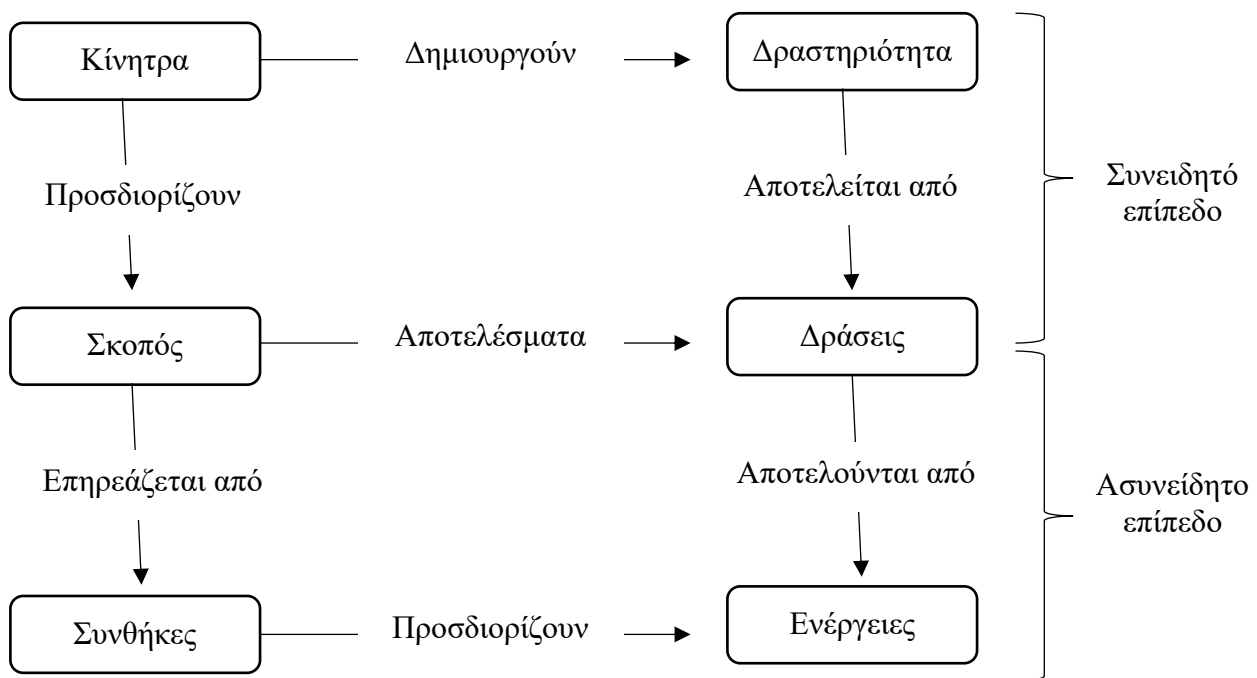 Κίνητρα
Δημιουργούν
Δραστηριότητα
Προσδιορίζουν
Αποτελείται από
Συνειδητό
επίπεδο
Σκοπός
Αποτελέσματα
Δράσεις
Επηρεάζεται από
Αποτελούνται από
Ασυνείδητο
επίπεδο
Συνθήκες
Προσδιορίζουν
Ενέργειες